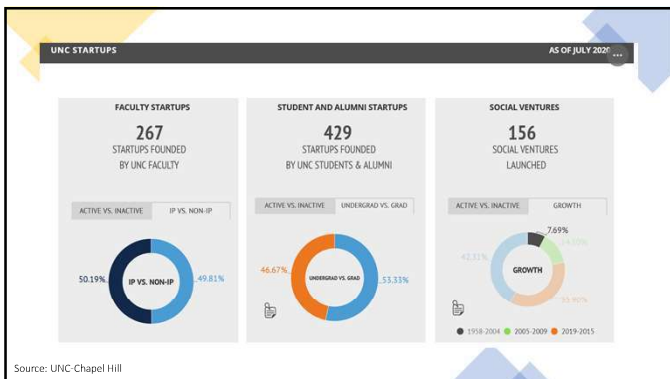 UNC STARTUPS
AS OF JULY 2020
...
FACULTY STARTUPS
267
STARTUPS FOUNDED
BY UNC FACULTY
ACTIVE VS. INACTIVE
IP VS. NON-IP
50.19%
IP VS. NON-IP
49.81%
STUDENT AND ALUMNI STARTUPS
429
STARTUPS FOUNDED
BY UNC STUDENTS & ALUMNI
ACTIVE VS. INACTIVE
UNDERGRAD VS. GRAD
46.67%
UNDERGRAD VS. GRAD
53.33%
SOCIAL VENTURES
156
SOCIAL VENTURES
LAUNCHED
ACTIVE VS. INACTIVE
GROWTH
7.69%
42.31%
GROWTH
1958-2004
2005-2009
2019-2015
Source: UNC-Chapel Hill